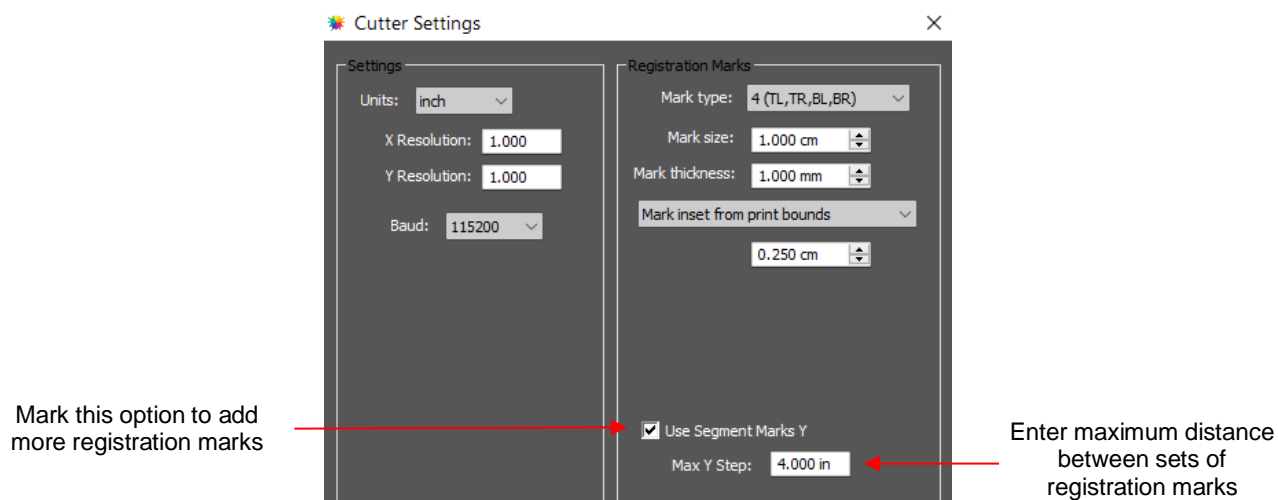 Cutter Settings
Settings
Units: inch
X Resolution: 1.000
Y Resolution: 1.000
Baud: 115200
Registration Marks
Mark type: 4 (TL,TR,BL,BR)
Mark size: 1.000 cm
Mark thickness: 1.000 mm
Mark inset from print bounds
0.250 cm
Use Segment Marks Y
Max Y Step: 4.000 in
Mark this option to add
more registration marks
Enter maximum distance
between sets of
registration marks